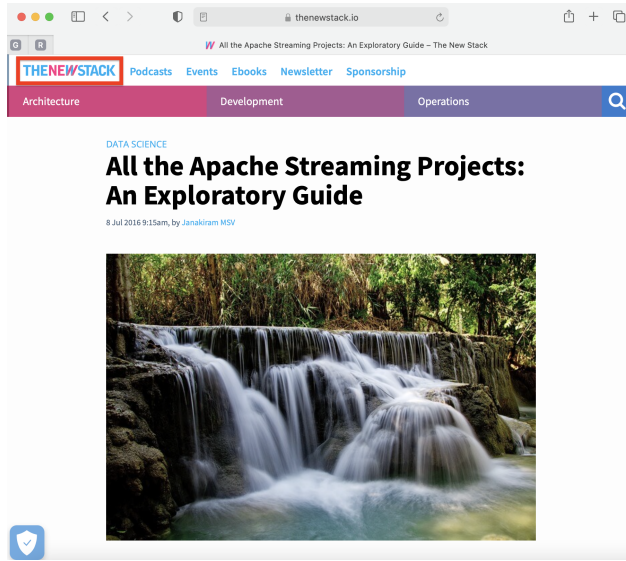 thenewstack.io
G R
All the Apache Streaming Projects: An Exploratory Guide – The New Stack
THENEWSTACK Podcasts Events Ebooks Newsletter Sponsorship
Architecture Development Operations
DATA SCIENCE
All the Apache Streaming Projects:
An Exploratory Guide
8 Jul 2016 9:15am, by Janakiram MSV